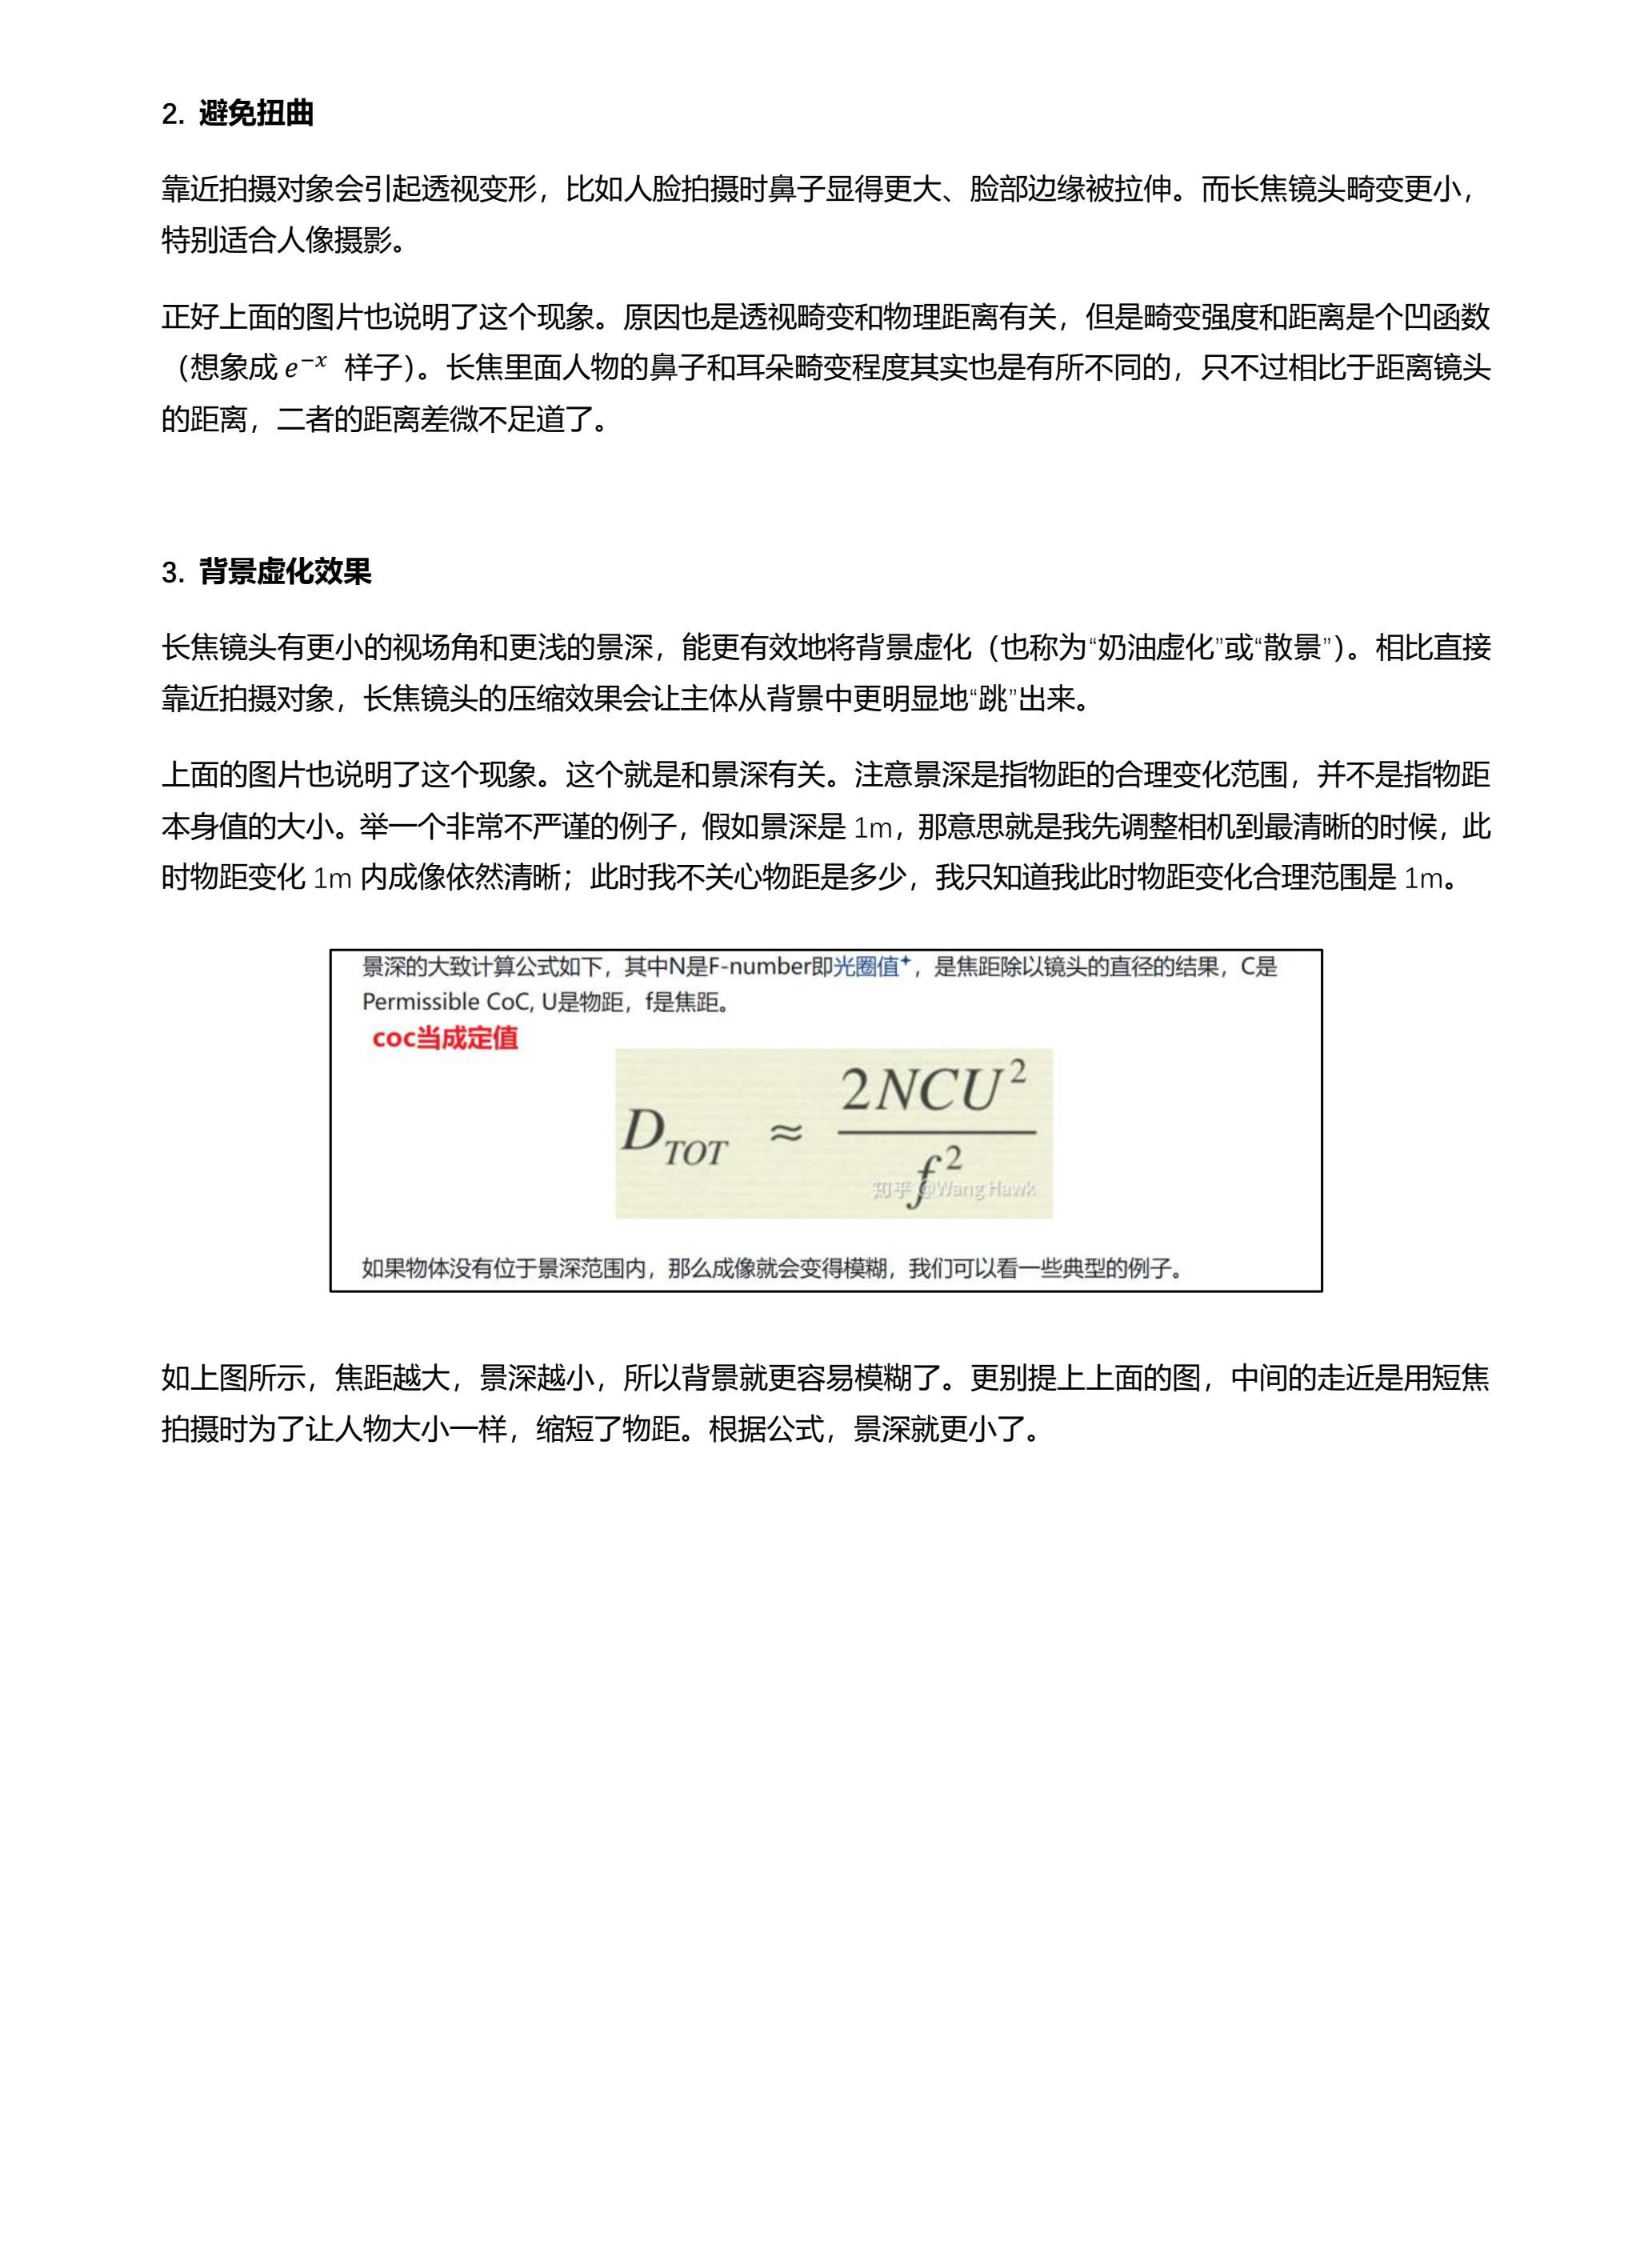 2. 避免扭曲
靠近拍摄对象会引起透视变形，比如人脸拍摄时鼻子显得更大、脸部边缘被拉伸。而长焦镜头畸变更小，
特别适合人像摄影。
正好上面的图片也说明了这个现象。原因也是透视畸变和物理距离有关，但是畸变强度和距离是个凹函数
（想象成 e⁻ˣ 样子）。长焦里面人物的鼻子和耳朵畸变程度其实也是有所不同的，只不过相比于距离镜头
的距离，二者的距离差微不足道了。
3. 背景虚化效果
长焦镜头有更小的视场角和更浅的景深，能更有效地将背景虚化（也称为“奶油虚化”或“散景”）。相比直接
靠近拍摄对象，长焦镜头的压缩效果会让主体从背景中更明显地“跳”出来。
上面的图片也说明了这个现象。这个就是和景深有关。注意景深是指物距的合理变化范围，并不是指物距
本身值的大小。举一个非常不严谨的例子，假如景深是 1m，那意思就是我先调整相机到最清晰的时候，此
时物距变化 1m 内成像依然清晰；此时我不关心物距是多少，我只知道我此时物距变化合理范围是 1m。
景深的大致计算公式如下，其中N是F-number即光圈值，是焦距除以镜头的直径的结果，C是
Permissible CoC, U是物距，f是焦距。
coc当成定值
D_TOT ≈ 2NCU² / f²
知乎 @Wang Hawk
如果物体没有位于景深范围内，那么成像就会变得模糊，我们可以看一些典型的例子。
如上图所示，焦距越大，景深越小，所以背景就更容易模糊了。更别提上上面的图，中间的走近是用短焦
拍摄时为了让人物大小一样，缩短了物距。根据公式，景深就更小了。